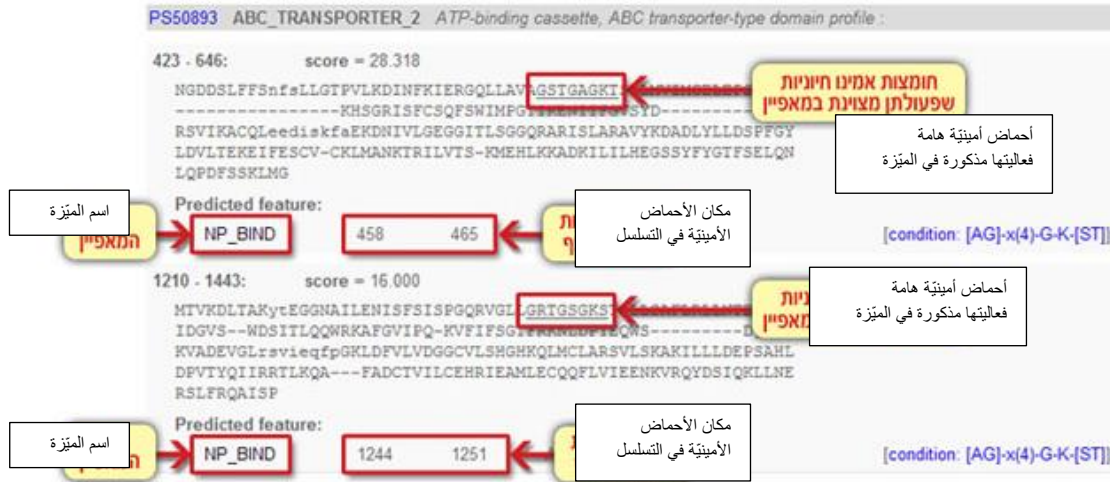 PS50893 ABC_TRANSPORTER_2 ATP-binding cassette, ABC transporter-type domain profile :
423 - 646: score = 28.318
NGDDSLFFSnfsLLGTPVLKDINFKIERGQLLAVAGSTGAGKT
חומצות אמינו חיוניות
שפעולתן מצוינת במאפיין
----------------KHSGRISFCSQFSWIMPG
RSVIKACQLeediskfaEKDNIVLGEGGITLSGGQRARISLARAVYKDADLYLLDSPFGY
LDVLTEKEIFESCV-CKLMANKTRILVTS-KMEHLKKADKILILHEGSSYFYGTFSELQN
LQPDFSSKLMG
أحماض أمينيّة هامة
فعاليتها مذكورة في الميّزة
Predicted feature:
اسم الميّزة
המאפיין
NP_BIND 458 465 [condition: [AG]-x(4)-G-K-[ST]]
مكان الأحماض
الأمينيّة في التسلسل
1210 - 1443: score = 16.000
MTVKDLTAKytEGGNAILENISFSISPGQRVGLLGRTGSGKST
ניות
מאפיין
أحماض أمينيّة هامة
فعاليتها مذكورة في الميّزة
IDGVS--WDSITLQQWRKAFGVIPQ-KVFIFSG
KVADEVGLrsvieqfpGKLDFVLVDGGCVLSHGHKQLMCLARSVLSKAKILLLDEPSAHL
DPVTYQIIRRTLKQA---FADCTVILCEHRIEAMLECQQFLVIEENKVRQYDSIQKLLNE
RSLFRQAISP
Predicted feature:
اسم الميّزة
NP_BIND 1244 1251 [condition: [AG]-x(4)-G-K-[ST]]
مكان الأحماض
الأمينيّة في التسلسل